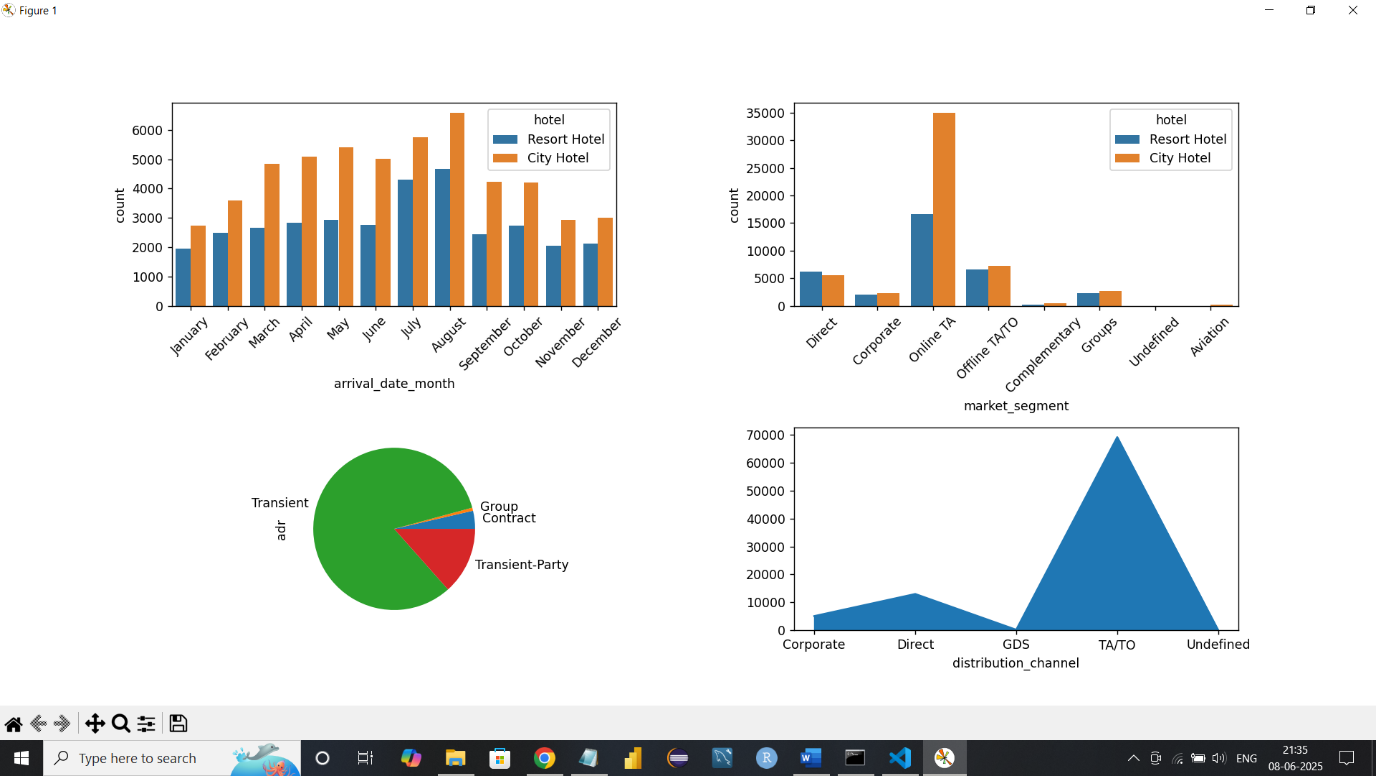 Figure 1
hotel
Resort Hotel
City Hotel
6000
5000
4000
3000
2000
1000
0
count
January
February
March
April
May
June
July
August
September
October
November
December
arrival_date_month
hotel
Resort Hotel
City Hotel
35000
30000
25000
20000
15000
10000
5000
0
count
Direct
Corporate
Online TA
Offline TA/TO
Complementary
Groups
Undefined
Aviation
market_segment
Transient
adr
Group
Contract
Transient-Party
70000
60000
50000
40000
30000
20000
10000
0
Corporate
Direct
GDS
TA/TO
Undefined
distribution_channel
Type here to search
ENG
21:35
08-06-2025